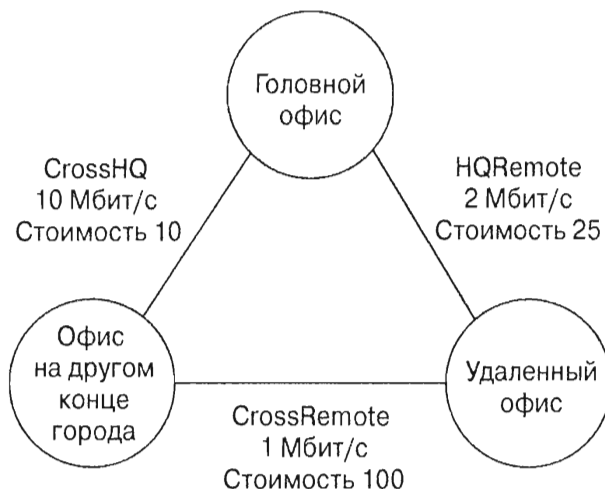 Головной
офис
CrossHQ
10 Мбит/с
Стоимость 10
HQRemote
2 Мбит/с
Стоимость 25
Офис
на другом
конце
города
Удаленный
офис
CrossRemote
1 Мбит/с
Стоимость 100